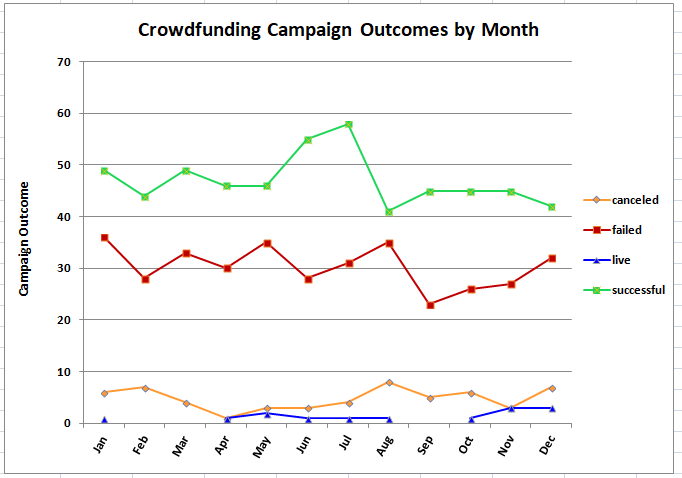 Crowdfunding Campaign Outcomes by Month
Campaign Outcome
70
60
50
40
30
20
10
0
Jan
Feb
Mar
Apr
May
Jun
Jul
Aug
Sep
Oct
Nov
Dec
canceled
failed
live
successful